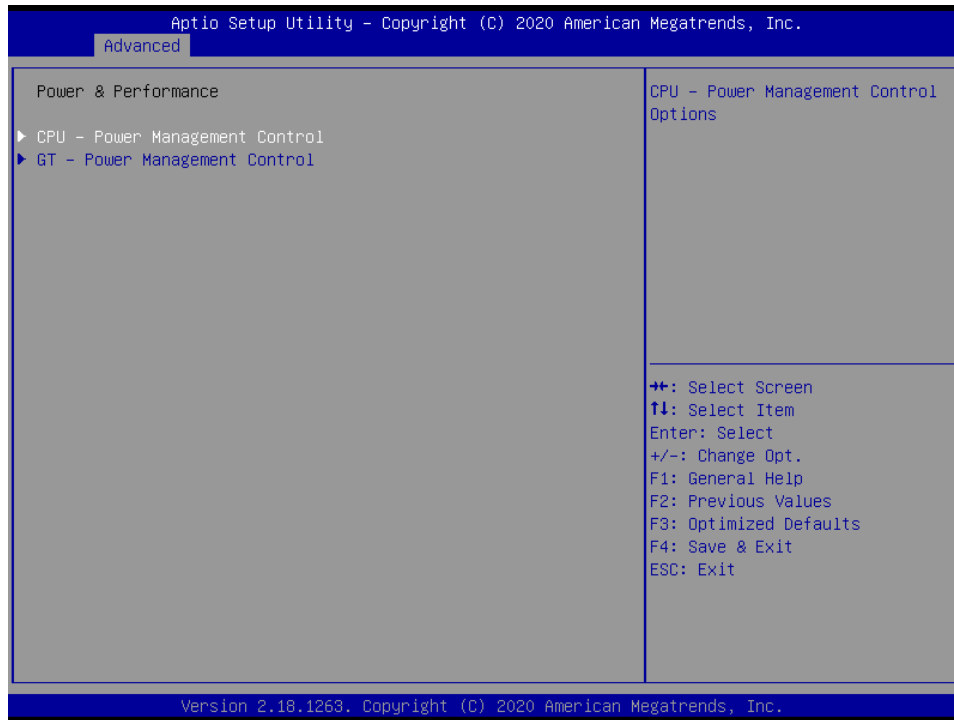 Aptio Setup Utility – Copyright (C) 2020 American Megatrends, Inc.
Advanced
Power & Performance
▶ CPU – Power Management Control
▶ GT – Power Management Control
CPU – Power Management Control
Options
→←: Select Screen
↑↓: Select Item
Enter: Select
+/-: Change Opt.
F1: General Help
F2: Previous Values
F3: Optimized Defaults
F4: Save & Exit
ESC: Exit
Version 2.18.1263. Copyright (C) 2020 American Megatrends, Inc.